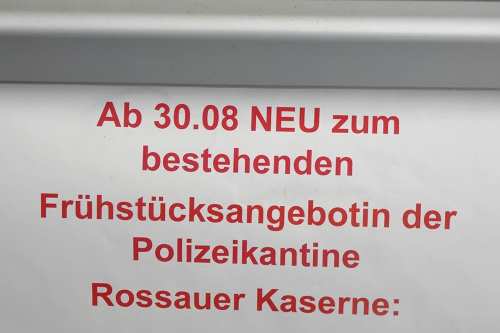 Ab 30.08 NEU zum
bestehenden
Frühstücksangebotin der
Polizeikantine
Rossauer Kaserne: